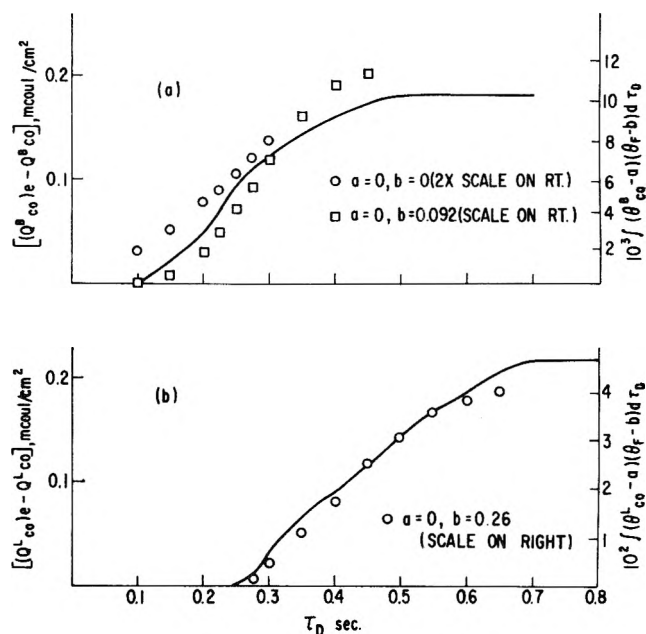 [(Q^B_co)e - Q^B_co], mcoul/cm²
0.2
0.1
(a)
12
10
8
6
4
2
10³∫(θ^B_ca-a)(θ_F-b)dτ_D
○ a=0, b=0(2X SCALE ON RT.)
□ a=0, b=0.092(SCALE ON RT.)
[(Q^L_co)e - Q^L_co], mcoul/cm²
0.2
0.1
(b)
4
3
2
1
10²∫(θ^L_co-a)(θ_F-b)dτ_D
○ a=0, b=0.26
(SCALE ON RIGHT)
0.1 0.2 0.3 0.4 0.5 0.6 0.7 0.8
τ_D sec.